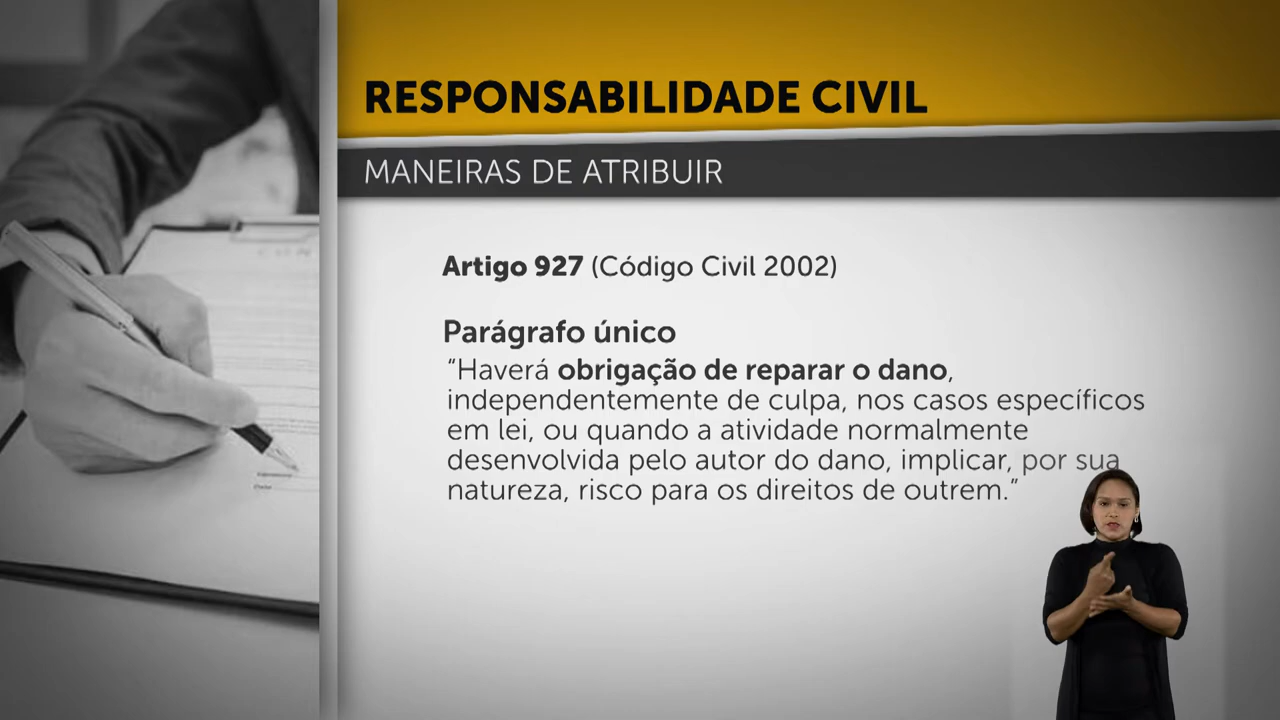 RESPONSABILIDADE CIVIL
MANEIRAS DE ATRIBUIR
Artigo 927 (Código Civil 2002)
Parágrafo único
“Haverá obrigação de reparar o dano,
independentemente de culpa, nos casos específicos
em lei, ou quando a atividade normalmente
desenvolvida pelo autor do dano, implicar, por sua
natureza, risco para os direitos de outrem.”